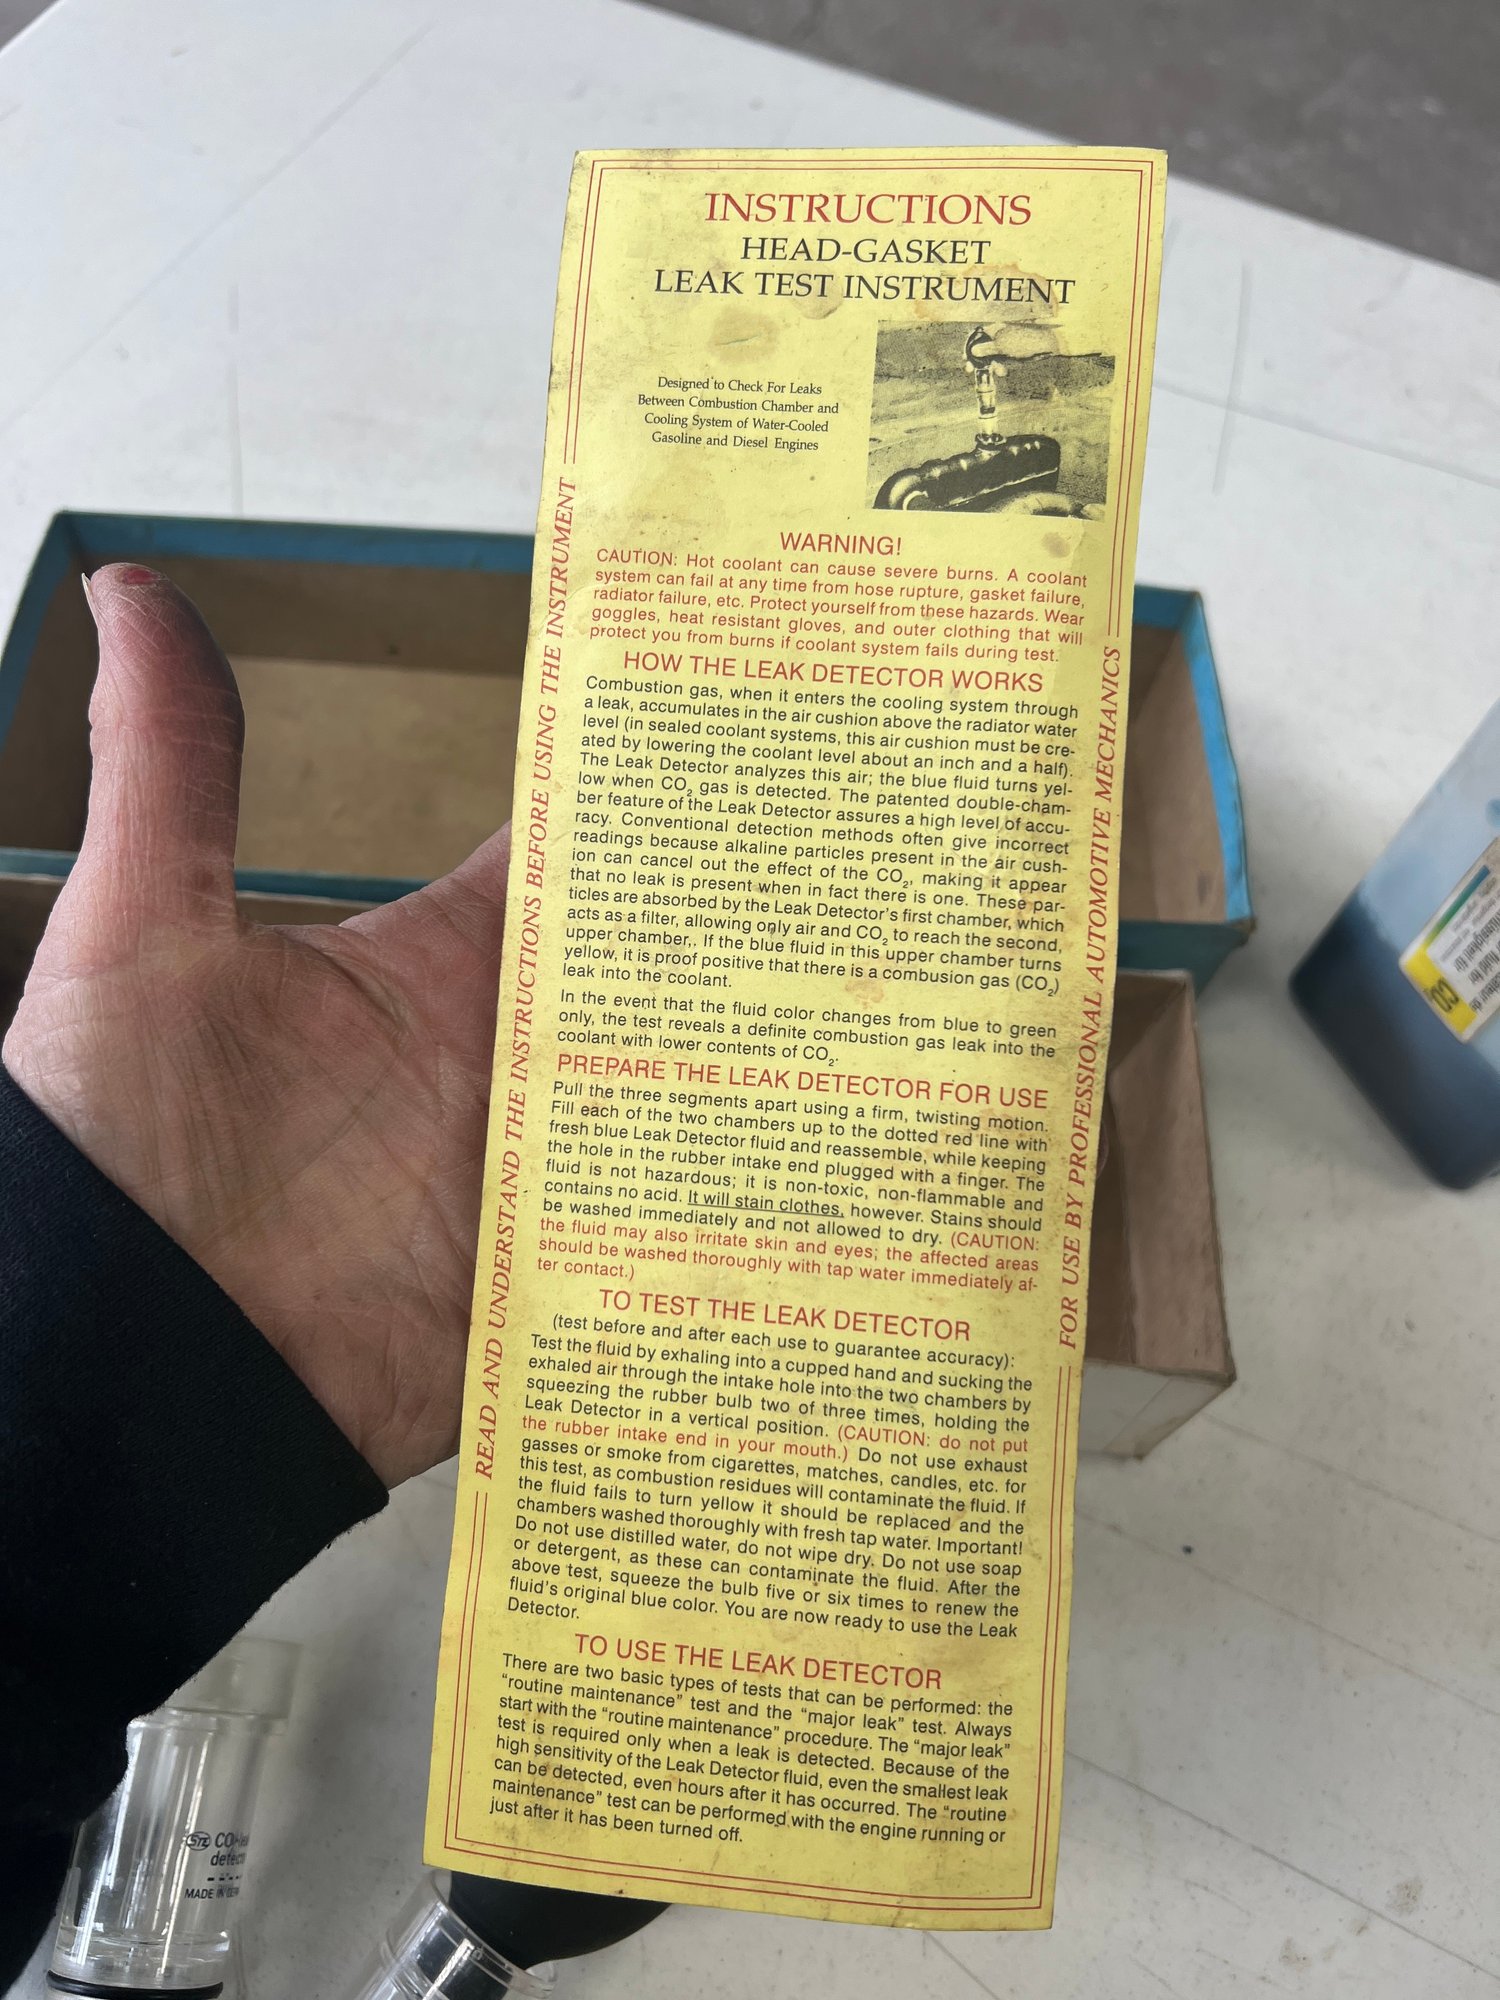 INSTRUCTIONS
HEAD-GASKET
LEAK TEST INSTRUMENT
Designed to Check For Leaks
Between Combustion Chamber and
Cooling System of Water-Cooled
Gasoline and Diesel Engines
READ AND UNDERSTAND THE INSTRUCTIONS BEFORE USING THE INSTRUMENT
FOR USE BY PROFESSIONAL AUTOMOTIVE MECHANICS
WARNING!
CAUTION: Hot coolant can cause severe burns. A coolant
system can fail at any time from hose rupture, gasket failure,
radiator failure, etc. Protect yourself from these hazards. Wear
goggles, heat resistant gloves, and outer clothing that will
protect you from burns if coolant system fails during test.
HOW THE LEAK DETECTOR WORKS
Combustion gas, when it enters the cooling system through
a leak, accumulates in the air cushion above the radiator water
level (in sealed coolant systems, this air cushion must be cre-
ated by lowering the coolant level about an inch and a half).
The Leak Detector analyzes this air; the blue fluid turns yel-
low when CO₂ gas is detected. The patented double-cham-
ber feature of the Leak Detector assures a high level of accu-
racy. Conventional detection methods often give incorrect
readings because alkaline particles present in the air cush-
ion can cancel out the effect of the CO₂, making it appear
that no leak is present when in fact there is one. These par-
ticles are absorbed by the Leak Detector's first chamber, which
acts as a filter, allowing only air and CO₂ to reach the second,
upper chamber,. If the blue fluid in this upper chamber turns
yellow, it is proof positive that there is a combusion gas (CO₂)
leak into the coolant.
In the event that the fluid color changes from blue to green
only, the test reveals a definite combustion gas leak into the
coolant with lower contents of CO₂.
PREPARE THE LEAK DETECTOR FOR USE
Pull the three segments apart using a firm, twisting motion.
Fill each of the two chambers up to the dotted red line with
fresh blue Leak Detector fluid and reassemble, while keeping
the hole in the rubber intake end plugged with a finger. The
fluid is not hazardous; it is non-toxic, non-flammable and
contains no acid. It will stain clothes, however. Stains should
be washed immediately and not allowed to dry. (CAUTION:
the fluid may also irritate skin and eyes; the affected areas
should be washed thoroughly with tap water immediately af-
ter contact.)
TO TEST THE LEAK DETECTOR
(test before and after each use to guarantee accuracy):
Test the fluid by exhaling into a cupped hand and sucking the
exhaled air through the intake hole into the two chambers by
squeezing the rubber bulb two of three times, holding the
Leak Detector in a vertical position. (CAUTION: do not put
the rubber intake end in your mouth.) Do not use exhaust
gasses or smoke from cigarettes, matches, candles, etc. for
this test, as combustion residues will contaminate the fluid. If
the fluid fails to turn yellow it should be replaced and the
chambers washed thoroughly with fresh tap water. Important!
Do not use distilled water, do not wipe dry. Do not use soap
or detergent, as these can contaminate the fluid. After the
above test, squeeze the bulb five or six times to renew the
fluid's original blue color. You are now ready to use the Leak
Detector.
TO USE THE LEAK DETECTOR
There are two basic types of tests that can be performed: the
"routine maintenance" test and the "major leak" test. Always
start with the "routine maintenance" procedure. The "major leak"
test is required only when a leak is detected. Because of the
high sensitivity of the Leak Detector fluid, even the smallest leak
can be detected, even hours after it has occurred. The "routine
maintenance" test can be performed with the engine running or
just after it has been turned off.
MADE IN
CO₂
fluid for